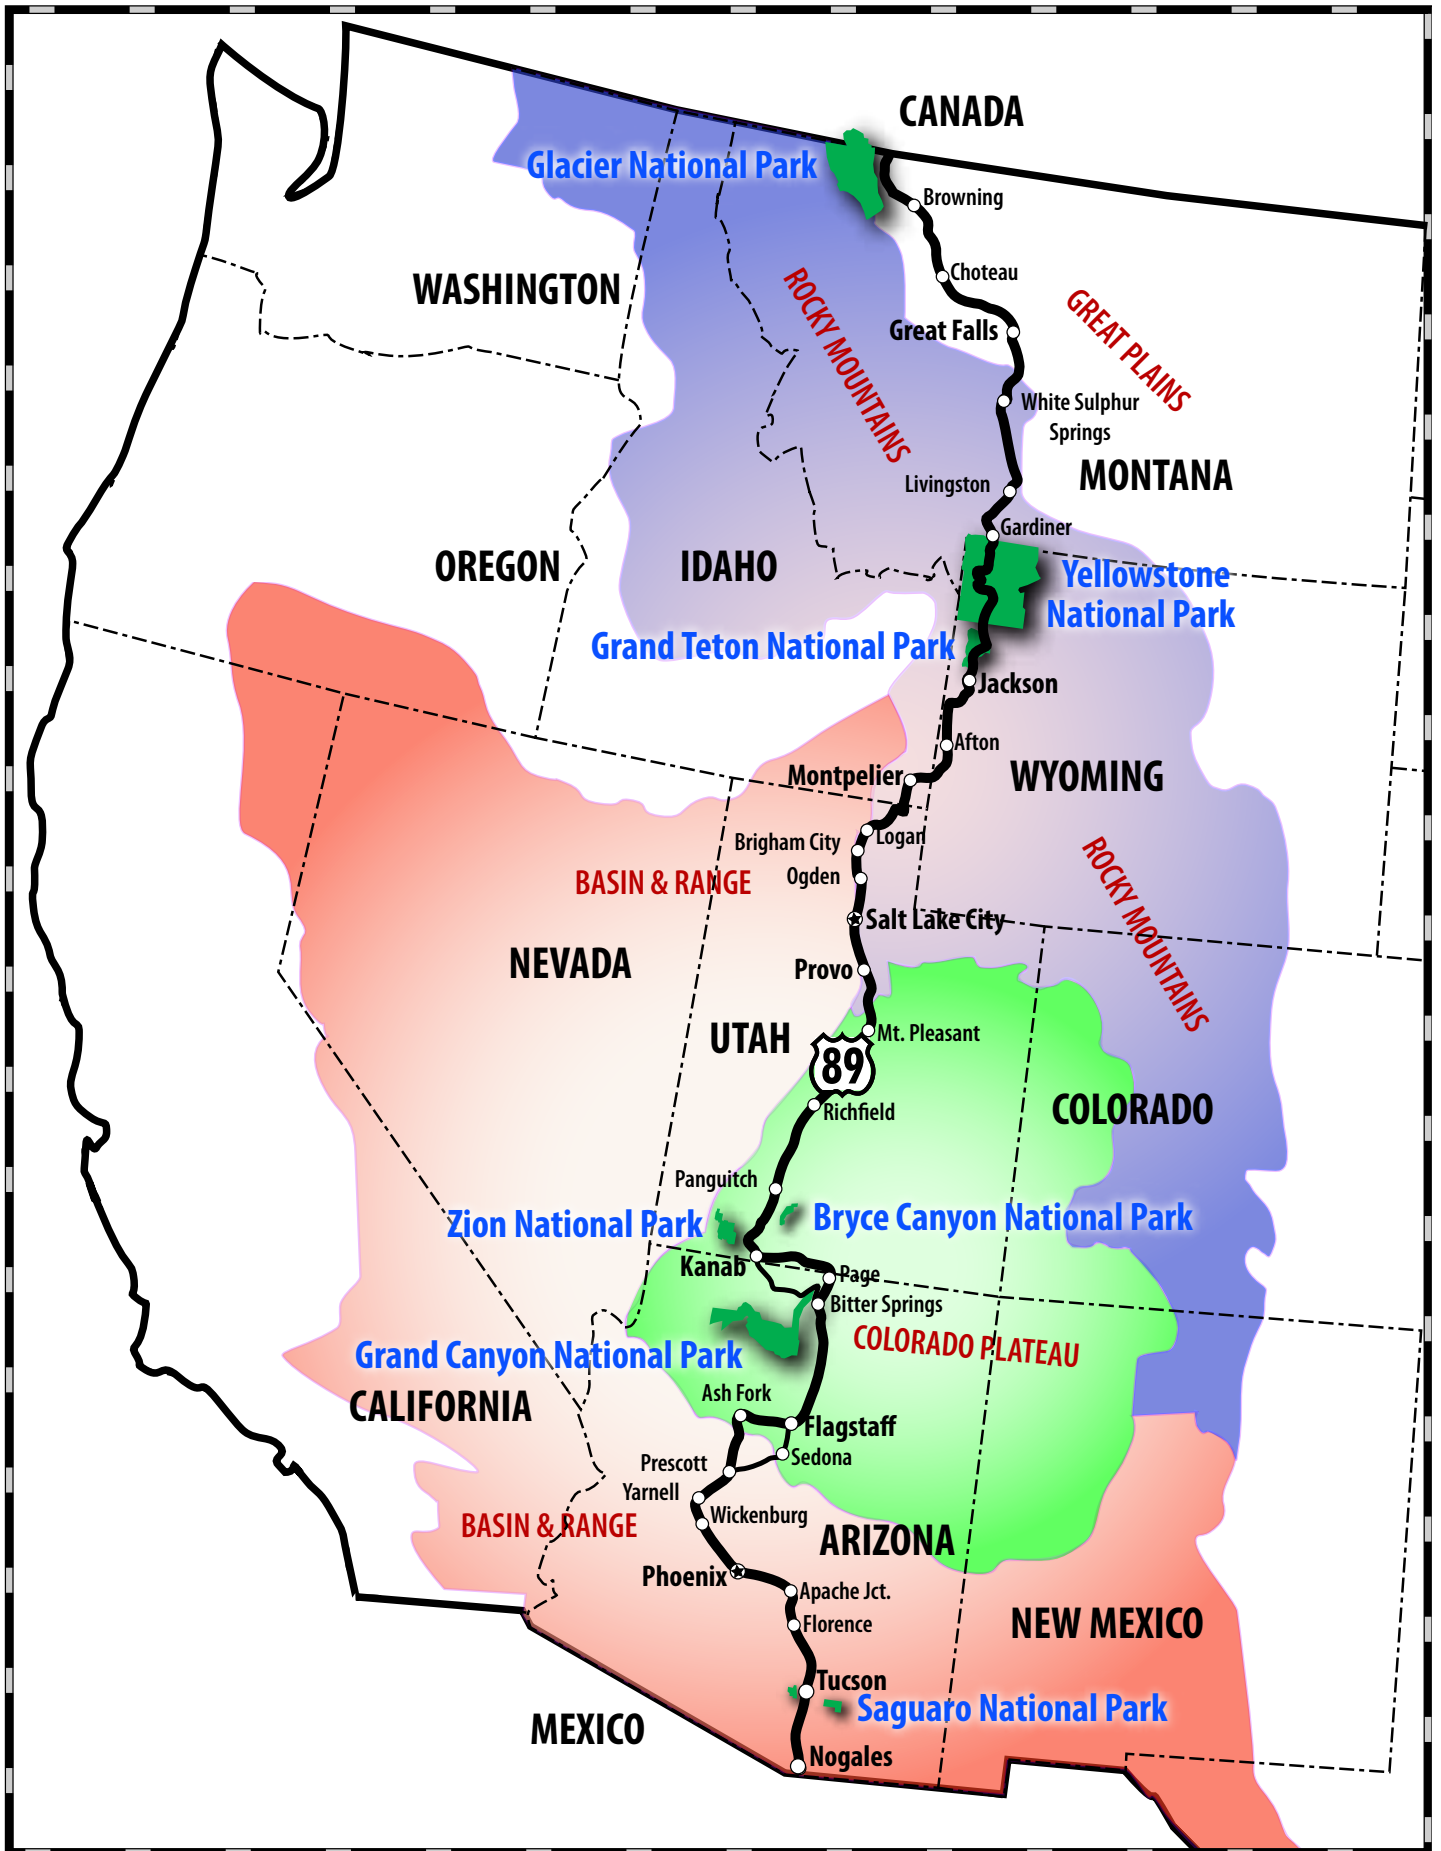 CANADA
Glacier National Park
Browning
Choteau
WASHINGTON
ROCKY MOUNTAINS
GREAT PLAINS
Great Falls
White Sulphur
Springs
MONTANA
Livingston
Gardiner
OREGON
IDAHO
Yellowstone
National Park
Grand Teton National Park
Jackson
Afton
Montpelier
WYOMING
Logan
Brigham City
Ogden
BASIN & RANGE
ROCKY MOUNTAINS
Salt Lake City
NEVADA
Provo
UTAH
Mt. Pleasant
89
Richfield
COLORADO
Panguitch
Zion National Park
Bryce Canyon National Park
Kanab
Page
Bitter Springs
COLORADO PLATEAU
Grand Canyon National Park
Ash Fork
CALIFORNIA
Flagstaff
Sedona
Prescott
Yarnell
Wickenburg
BASIN & RANGE
ARIZONA
Phoenix
Apache Jct.
Florence
NEW MEXICO
Tucson
Saguaro National Park
MEXICO
Nogales